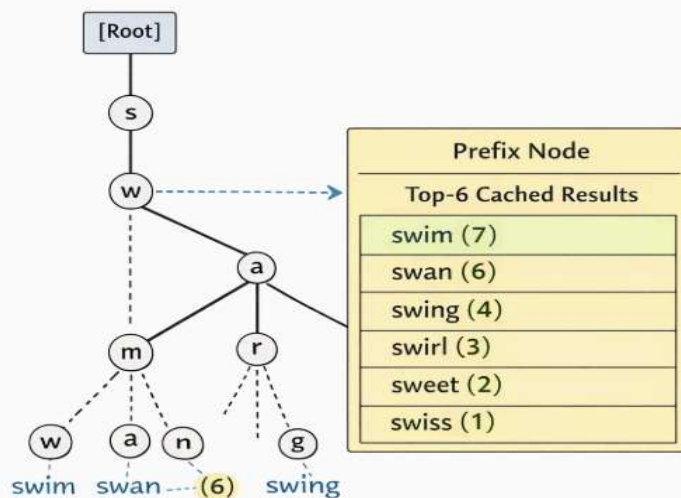 [Root]
s
w
Prefix Node
Top-6 Cached Results
swim (7)
swan (6)
swing (4)
swirl (3)
sweet (2)
swiss (1)
a
m
r
w
a
n
g
swim
swan
(6)
swing